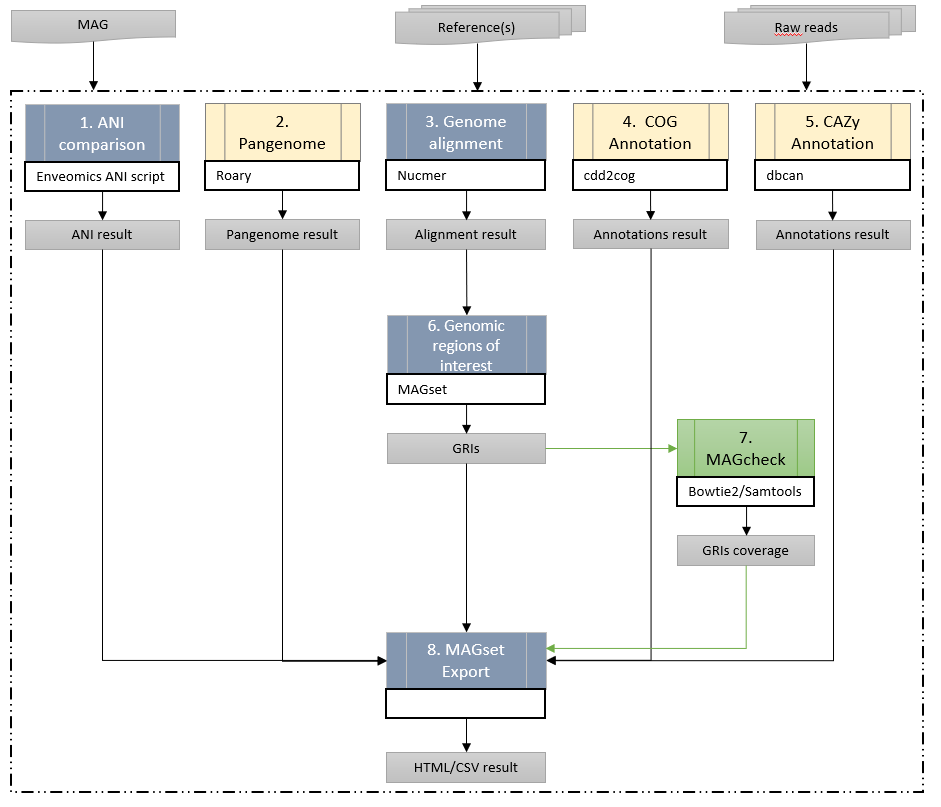 MAG
Reference(s)
Raw reads
1. ANI
comparison
Enveomics ANI script
ANI result
2.
Pangenome
Roary
Pangenome result
3. Genome
alignment
Nucmer
Alignment result
4. COG
Annotation
cdd2cog
Annotations result
5. CAZy
Annotation
dbcan
Annotations result
6. Genomic
regions of
interest
MAGset
GRIs
7.
MAGcheck
Bowtie2/Samtools
GRIs coverage
8. MAGset
Export
HTML/CSV result